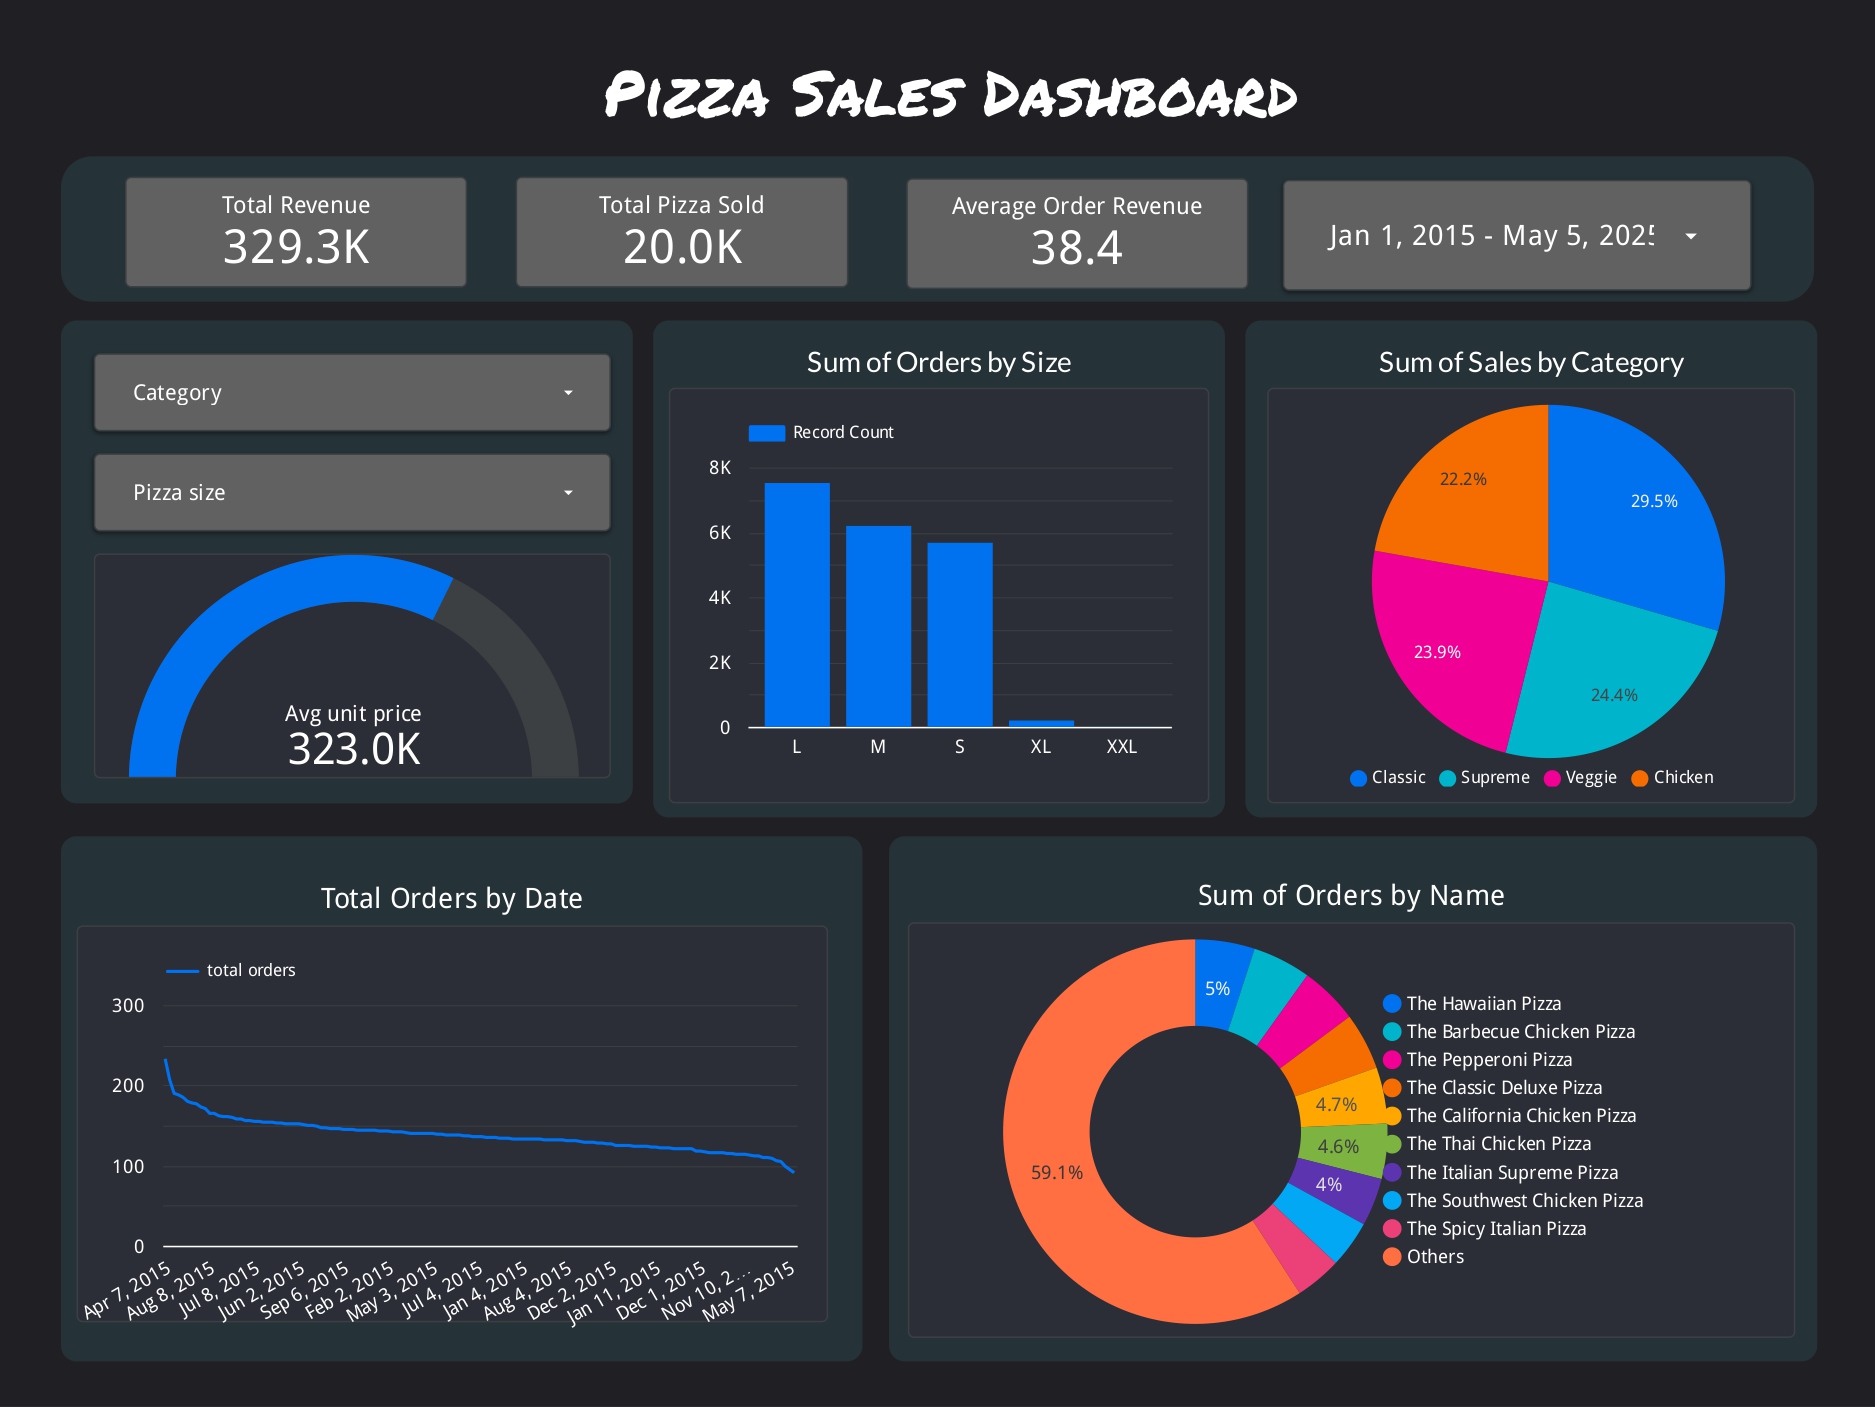 Pizza Sales Dashboard
Total Revenue
329.3K
Total Pizza Sold
20.0K
Average Order Revenue
38.4
Jan 1, 2015 - May 5, 2025
Category
Pizza size
Avg unit price
323.0K
Sum of Orders by Size
Record Count
8K
6K
4K
2K
0
L M S XL XXL
Sum of Sales by Category
22.2%
29.5%
23.9%
24.4%
Classic Supreme Veggie Chicken
Total Orders by Date
total orders
300
200
100
0
Apr 7, 2015
Aug 8, 2015
Jul 8, 2015
Jun 2, 2015
Sep 6, 2015
Feb 2, 2015
May 3, 2015
Jul 4, 2015
Jan 4, 2015
Aug 4, 2015
Dec 2, 2015
Jan 11, 2015
Dec 1, 2015
Nov 10, 2…
May 7, 2015
Sum of Orders by Name
5%
4.7%
4.6%
4%
59.1%
The Hawaiian Pizza
The Barbecue Chicken Pizza
The Pepperoni Pizza
The Classic Deluxe Pizza
The California Chicken Pizza
The Thai Chicken Pizza
The Italian Supreme Pizza
The Southwest Chicken Pizza
The Spicy Italian Pizza
Others